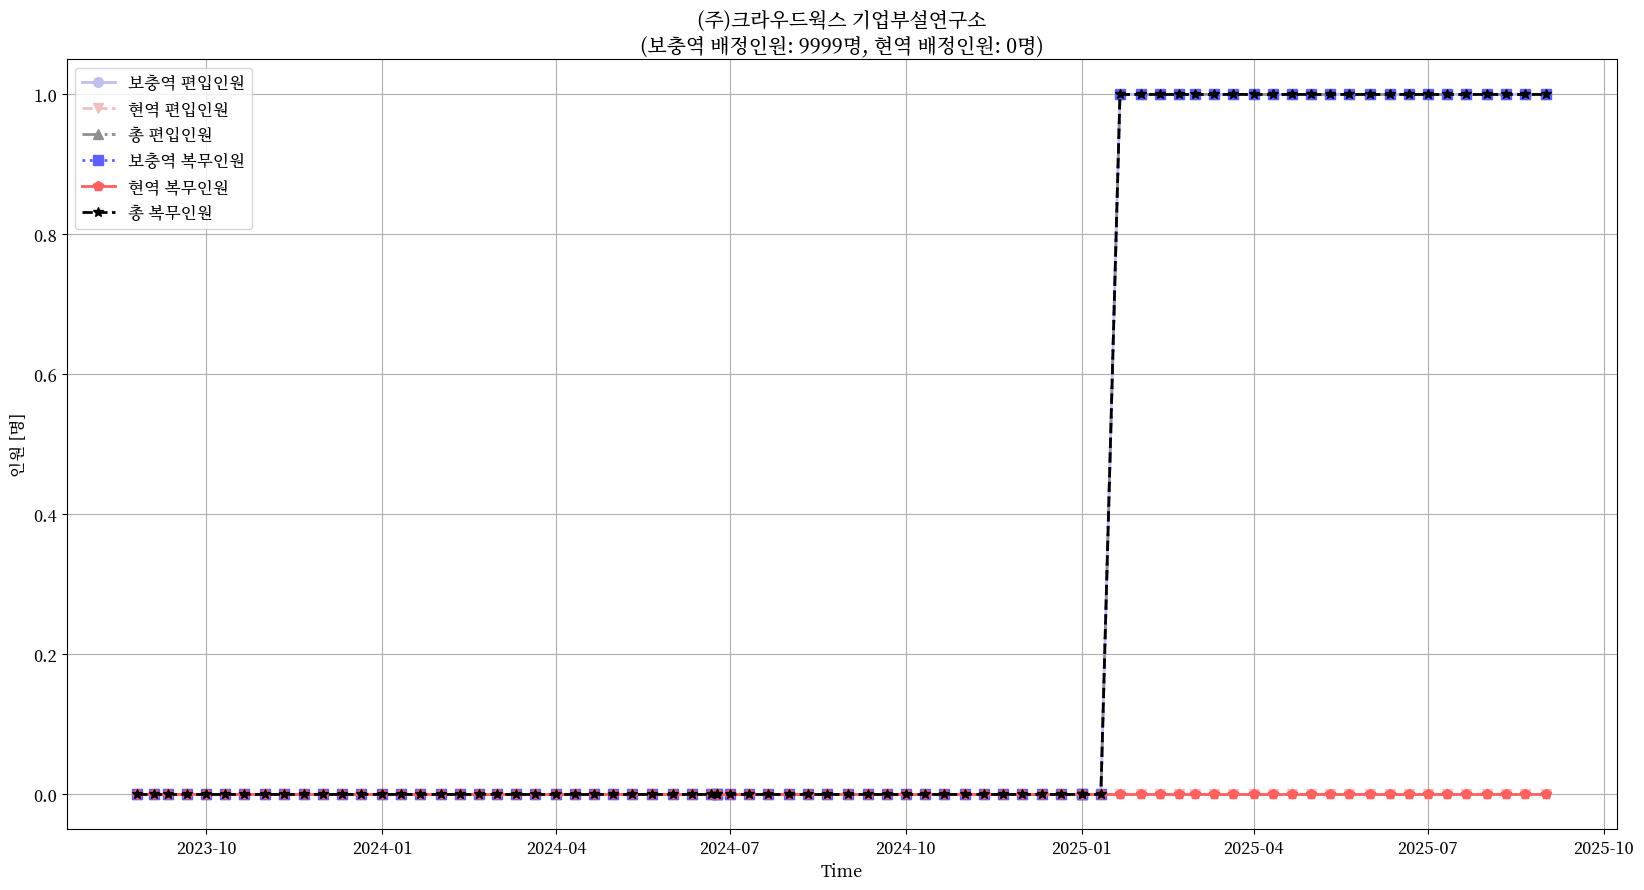 (주)크라우드웍스 기업부설연구소
(보충역 배정인원: 9999명, 현역 배정인원: 0명)
보충역 편입인원
현역 편입인원
총 편입인원
보충역 복무인원
현역 복무인원
총 복무인원
1.0
0.8
0.6
0.4
0.2
0.0
인원 [명]
2023-10
2024-01
2024-04
2024-07
2024-10
2025-01
2025-04
2025-07
2025-10
Time